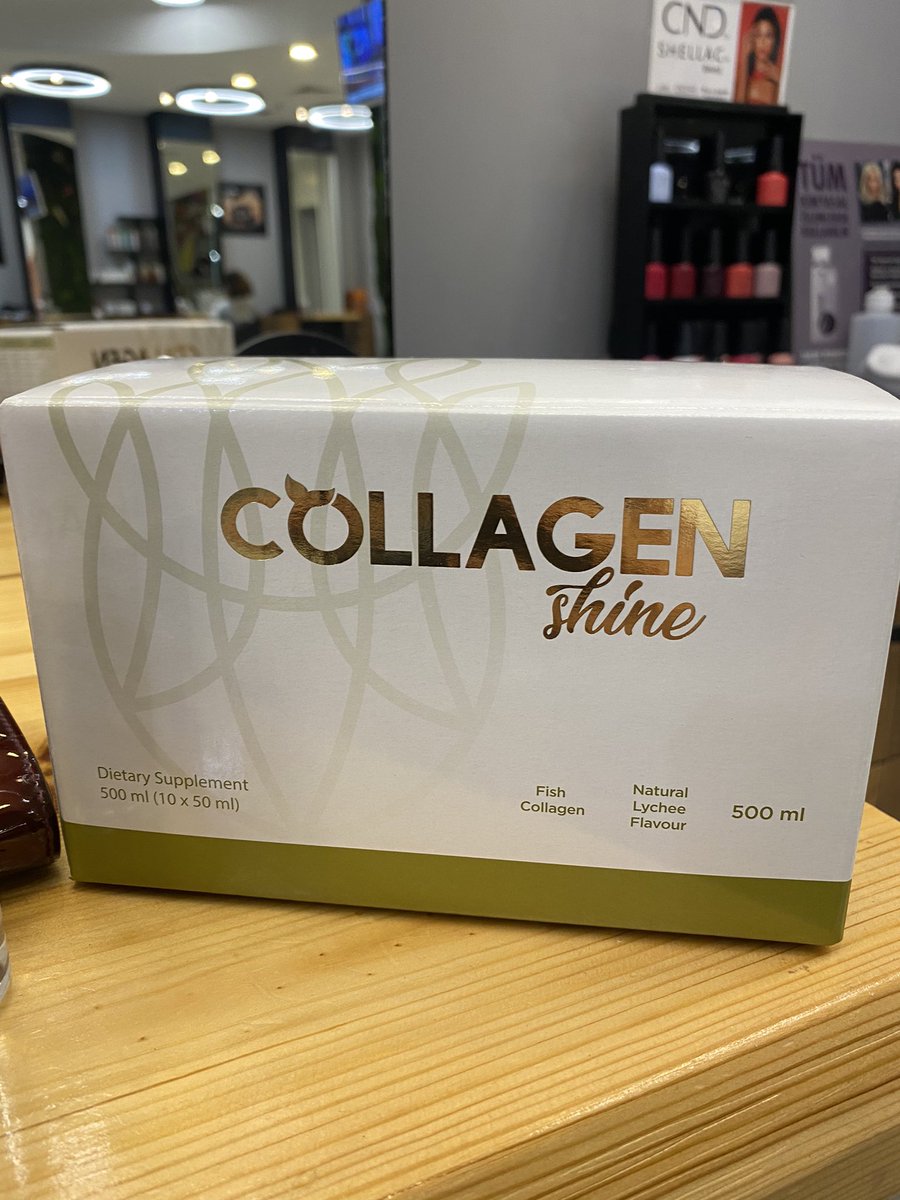 CND
SHELLAC
TÜM
COLLAGEN
shine
Dietary Supplement
500 ml (10 x 50 ml)
Fish
Collagen
Natural
Lychee
Flavour
500 ml